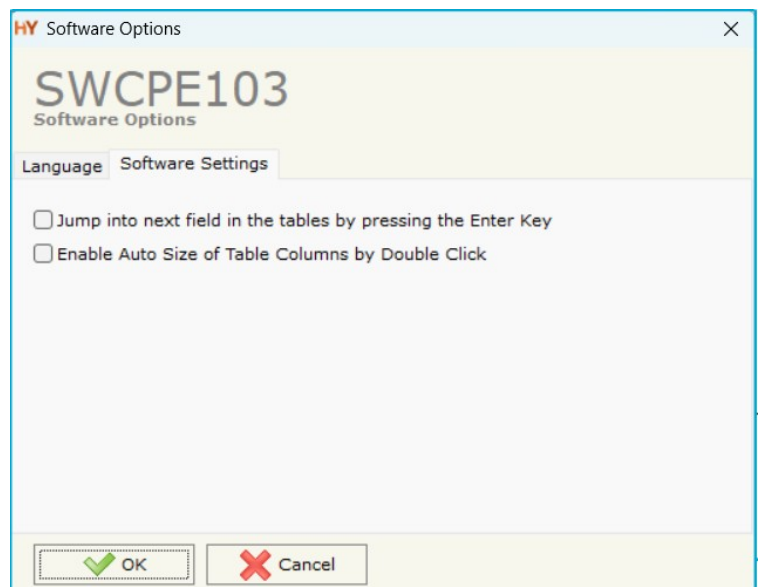 HY Software Options
SWCPE103
Software Options
Language Software Settings
Jump into next field in the tables by pressing the Enter Key
Enable Auto Size of Table Columns by Double Click
OK Cancel